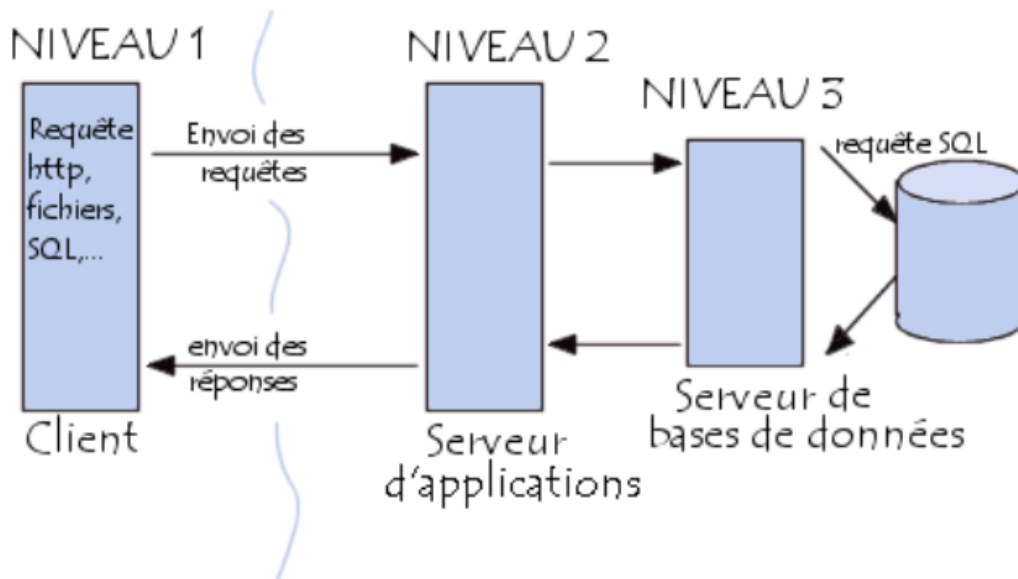 NIVEAU 1
NIVEAU 2
NIVEAU 3
Requête
http,
fichiers,
SQL,...
Envoi des
requêtes
requête SQL
envoi des
réponses
Client
Serveur
d'applications
Serveur de
bases de données